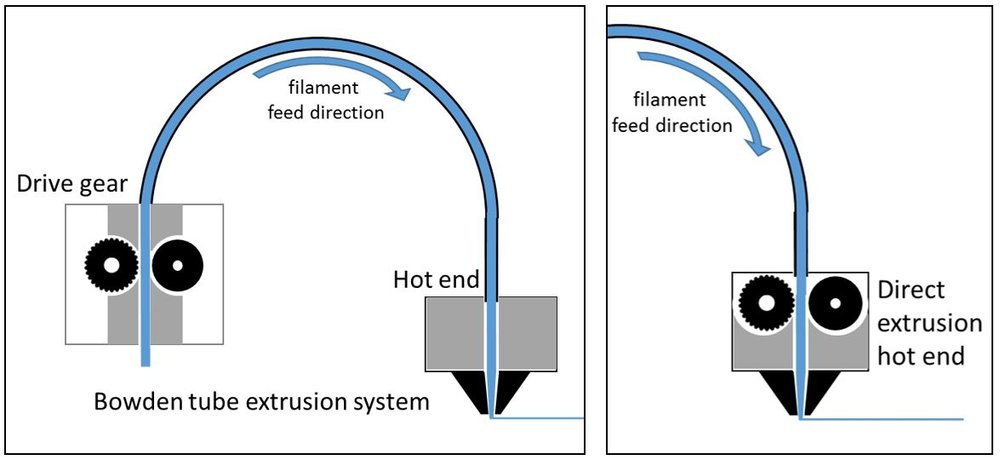 filament
feed direction
Drive gear
Hot end
Bowden tube extrusion system
filament
feed direction
Direct
extrusion
hot end